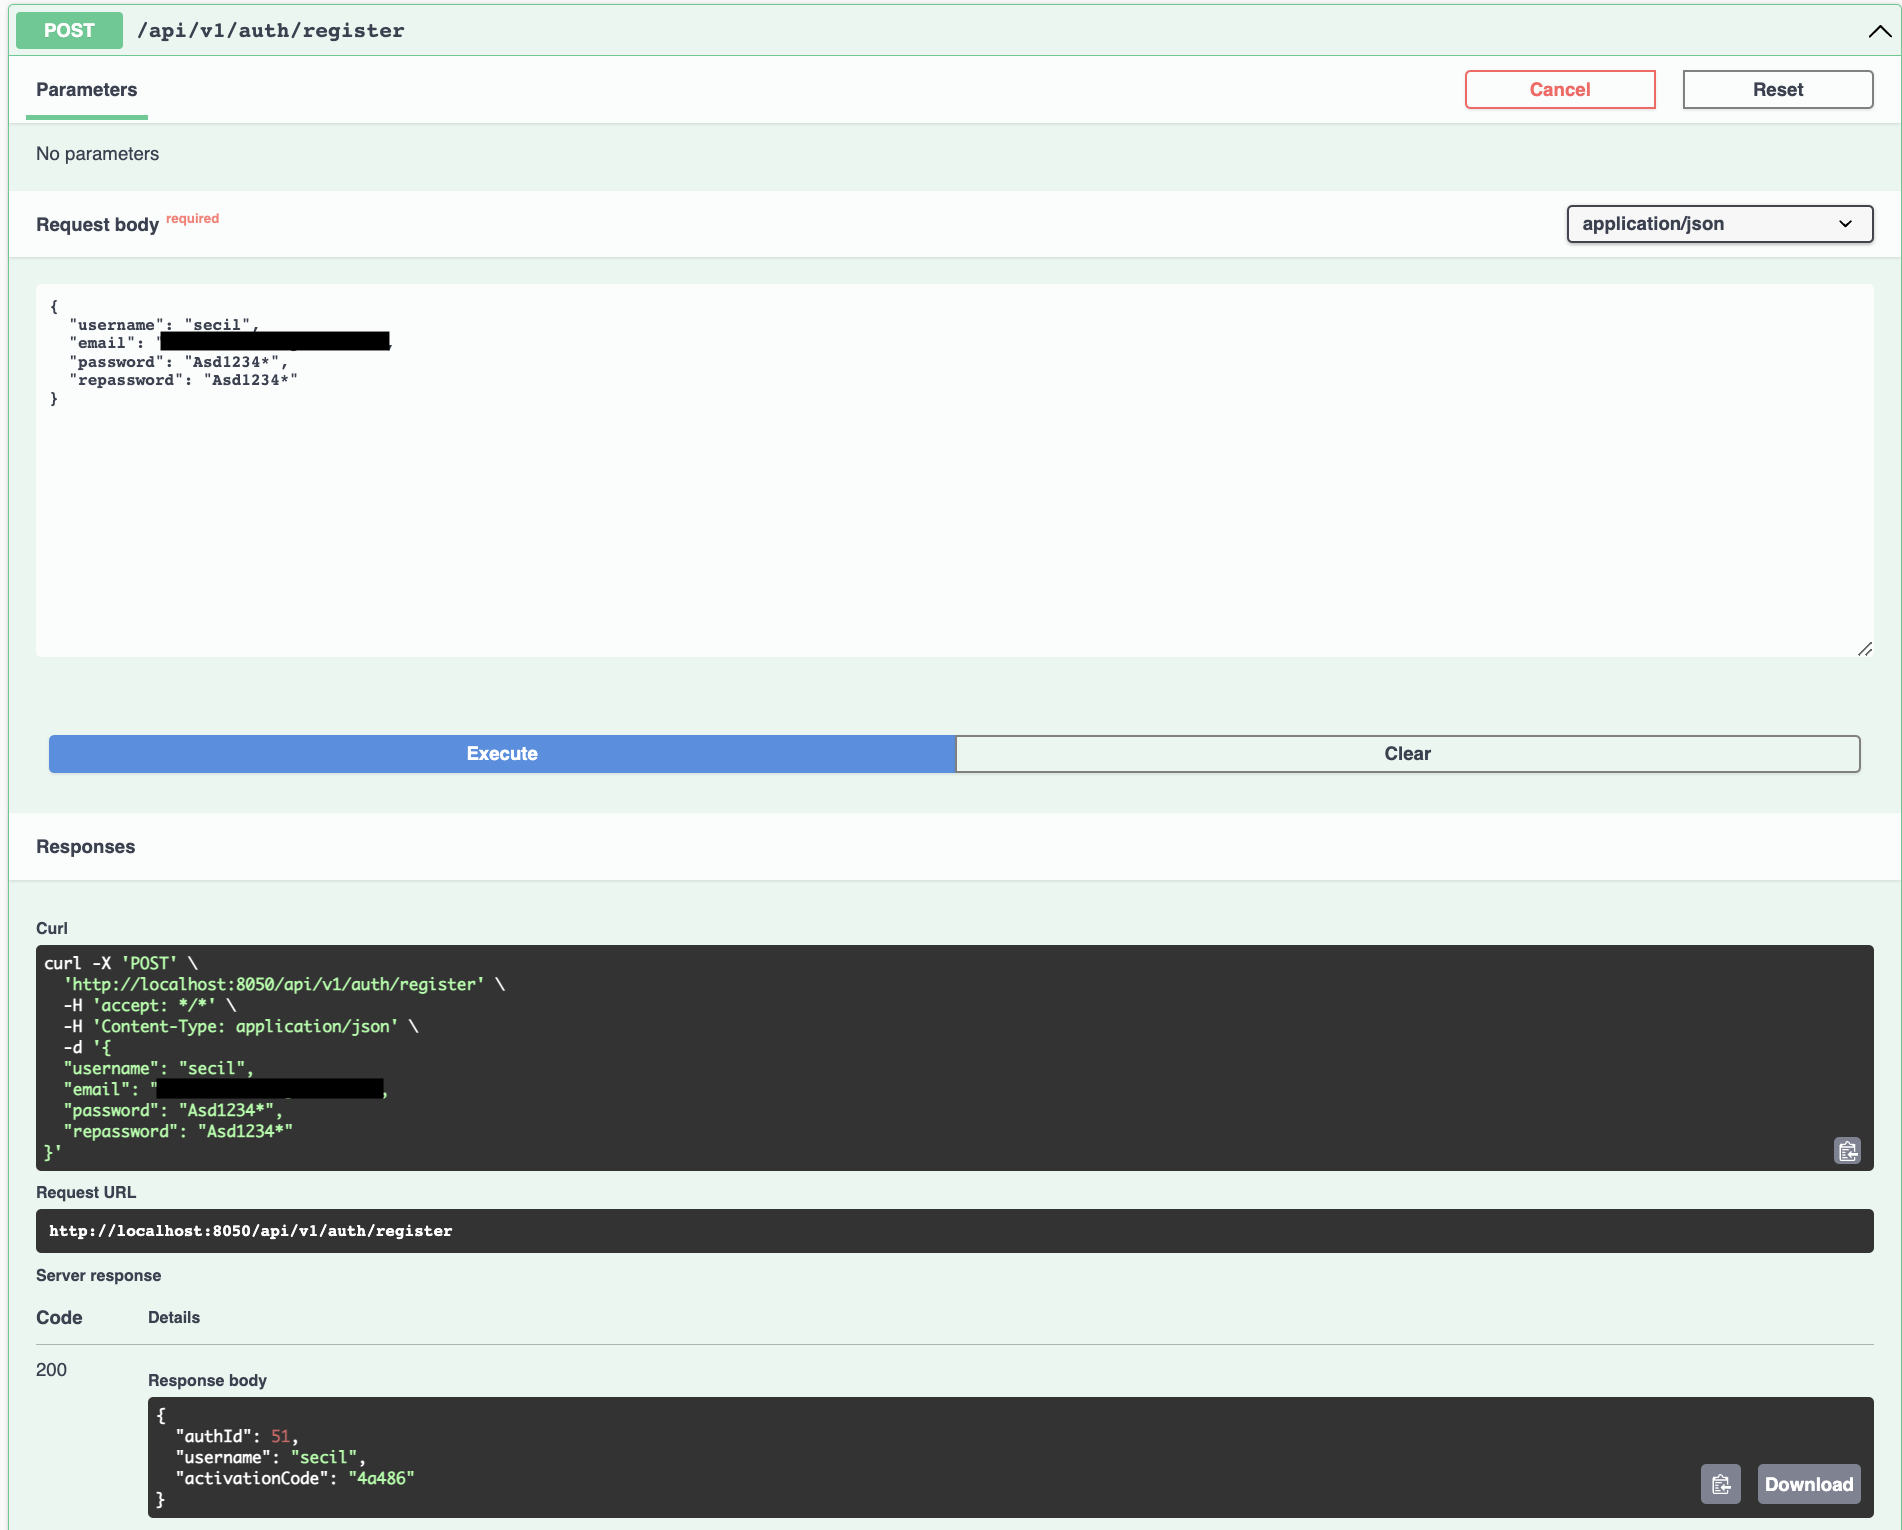 POST /api/v1/auth/register
Parameters
Cancel
Reset
No parameters
Request body required
application/json
{
  "username": "secil",
  "email": "
  "password": "Asd1234*",
  "repassword": "Asd1234*"
}
Execute
Clear
Responses
Curl
curl -X 'POST' \
  'http://localhost:8050/api/v1/auth/register' \
  -H 'accept: */*' \
  -H 'Content-Type: application/json' \
  -d '{
  "username": "secil",
  "email": " ,
  "password": "Asd1234*",
  "repassword": "Asd1234*"
}'
Request URL
http://localhost:8050/api/v1/auth/register
Server response
Code Details
200
Response body
{
  "authId": 51,
  "username": "secil",
  "activationCode": "4a486"
}
Download